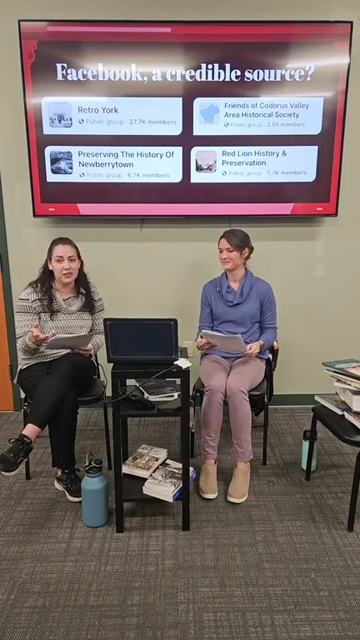 Facebook, a credible source?
Retro York
Public group · 27.7K members
Friends of Codorus Valley
Area Historical Society
Public group · 2.8K members
Preserving The History Of
Newberrytown
Public group · 6.7K members
Red Lion History &
Preservation
Public group · 5.7K members